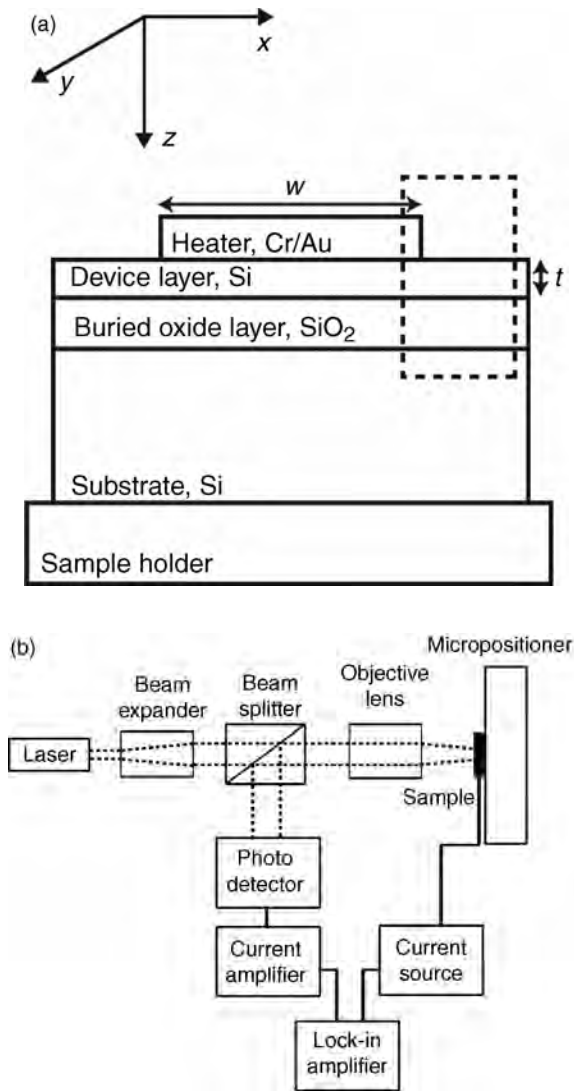 (a)
x
y
z
w
Heater, Cr/Au
Device layer, Si
t
Buried oxide layer, SiO₂
Substrate, Si
Sample holder
(b)
Micropositioner
Beam
expander
Beam
splitter
Objective
lens
Laser
Sample
Photo
detector
Current
amplifier
Current
source
Lock-in
amplifier